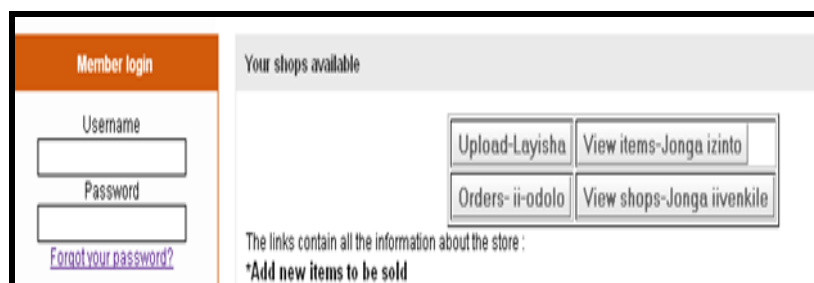 Member login
Username
Password
Forgot your password?
Your shops available
Upload-Layisha View items-Jonga izinto
Orders- ii-odolo View shops-Jonga iivenkile
The links contain all the information about the store :
*Add new items to be sold